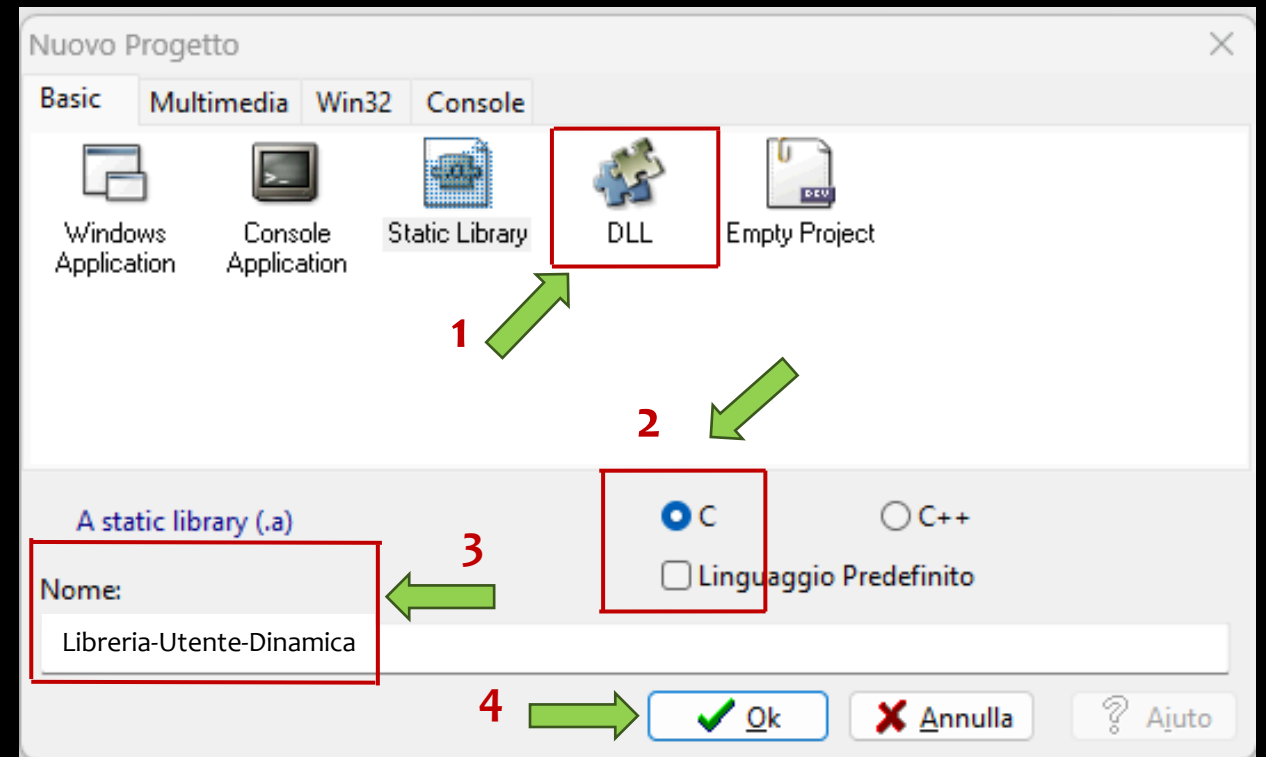 Nuovo Progetto
Basic Multimedia Win32 Console
Windows Application
Console Application
Static Library
DLL
DEV
Empty Project
1
2
A static library (.a)
C
C++
3
Linguaggio Predefinito
Nome:
Libreria-Utente-Dinamica
4
Ok
Annulla
? Aiuto